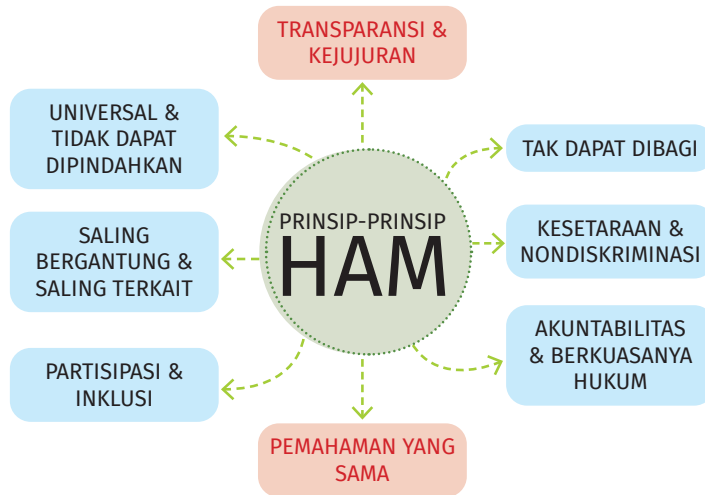 TRANSPARANSI &
KEJUJURAN
UNIVERSAL &
TIDAK DAPAT
DIPINDAHKAN
TAK DAPAT DIBAGI
PRINSIP-PRINSIP
HAM
SALING
BERGANTUNG &
SALING TERKAIT
KESETARAAN &
NONDISKRIMINASI
PARTISIPASI &
INKLUSI
AKUNTABILITAS
& BERKUASANYA
HUKUM
PEMAHAMAN YANG
SAMA